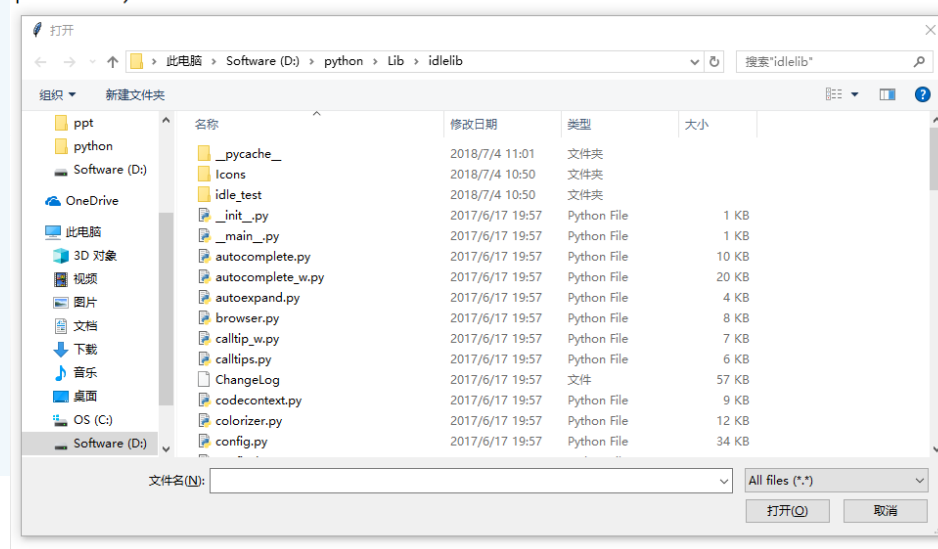 打开
此电脑 › Software (D:) › python › Lib › idlelib
搜索"idlelib"
组织
新建文件夹
ppt
python
Software (D:)
OneDrive
此电脑
3D 对象
视频
图片
文档
下载
音乐
桌面
OS (C:)
Software (D:)
名称 修改日期 类型 大小
__pycache__ 2018/7/4 11:01 文件夹
Icons 2018/7/4 10:50 文件夹
idle_test 2018/7/4 10:50 文件夹
__init__.py 2017/6/17 19:57 Python File 1 KB
__main__.py 2017/6/17 19:57 Python File 1 KB
autocomplete.py 2017/6/17 19:57 Python File 10 KB
autocomplete_w.py 2017/6/17 19:57 Python File 20 KB
autoexpand.py 2017/6/17 19:57 Python File 4 KB
browser.py 2017/6/17 19:57 Python File 8 KB
calltip_w.py 2017/6/17 19:57 Python File 7 KB
calltips.py 2017/6/17 19:57 Python File 6 KB
ChangeLog 2017/6/17 19:57 文件 57 KB
codecontext.py 2017/6/17 19:57 Python File 9 KB
colorizer.py 2017/6/17 19:57 Python File 12 KB
config.py 2017/6/17 19:57 Python File 34 KB
文件名(N):
All files (*.*)
打开(O)
取消